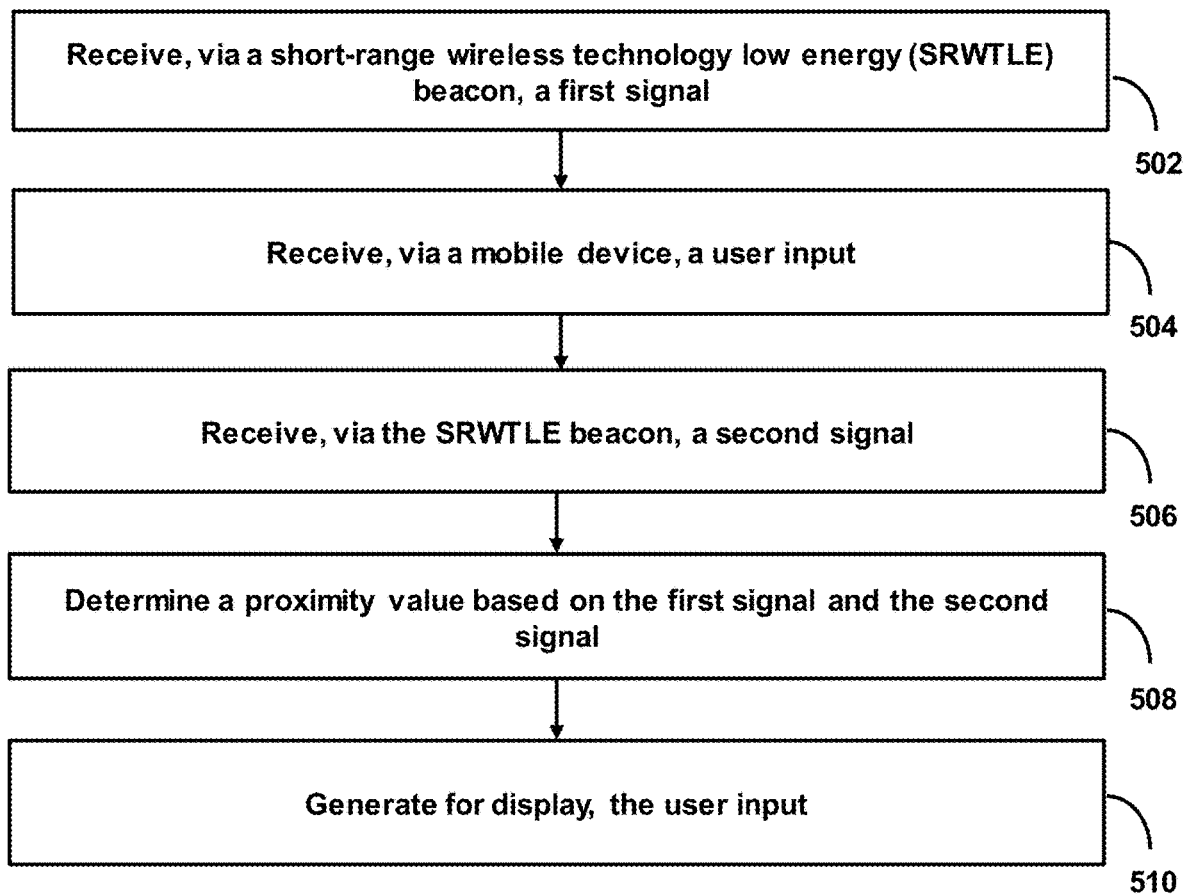 Receive, via a short-range wireless technology low energy (SRWTLE)
beacon, a first signal
502
Receive, via a mobile device, a user input
504
Receive, via the SRWTLE beacon, a second signal
506
Determine a proximity value based on the first signal and the second
signal
508
Generate for display, the user input
510